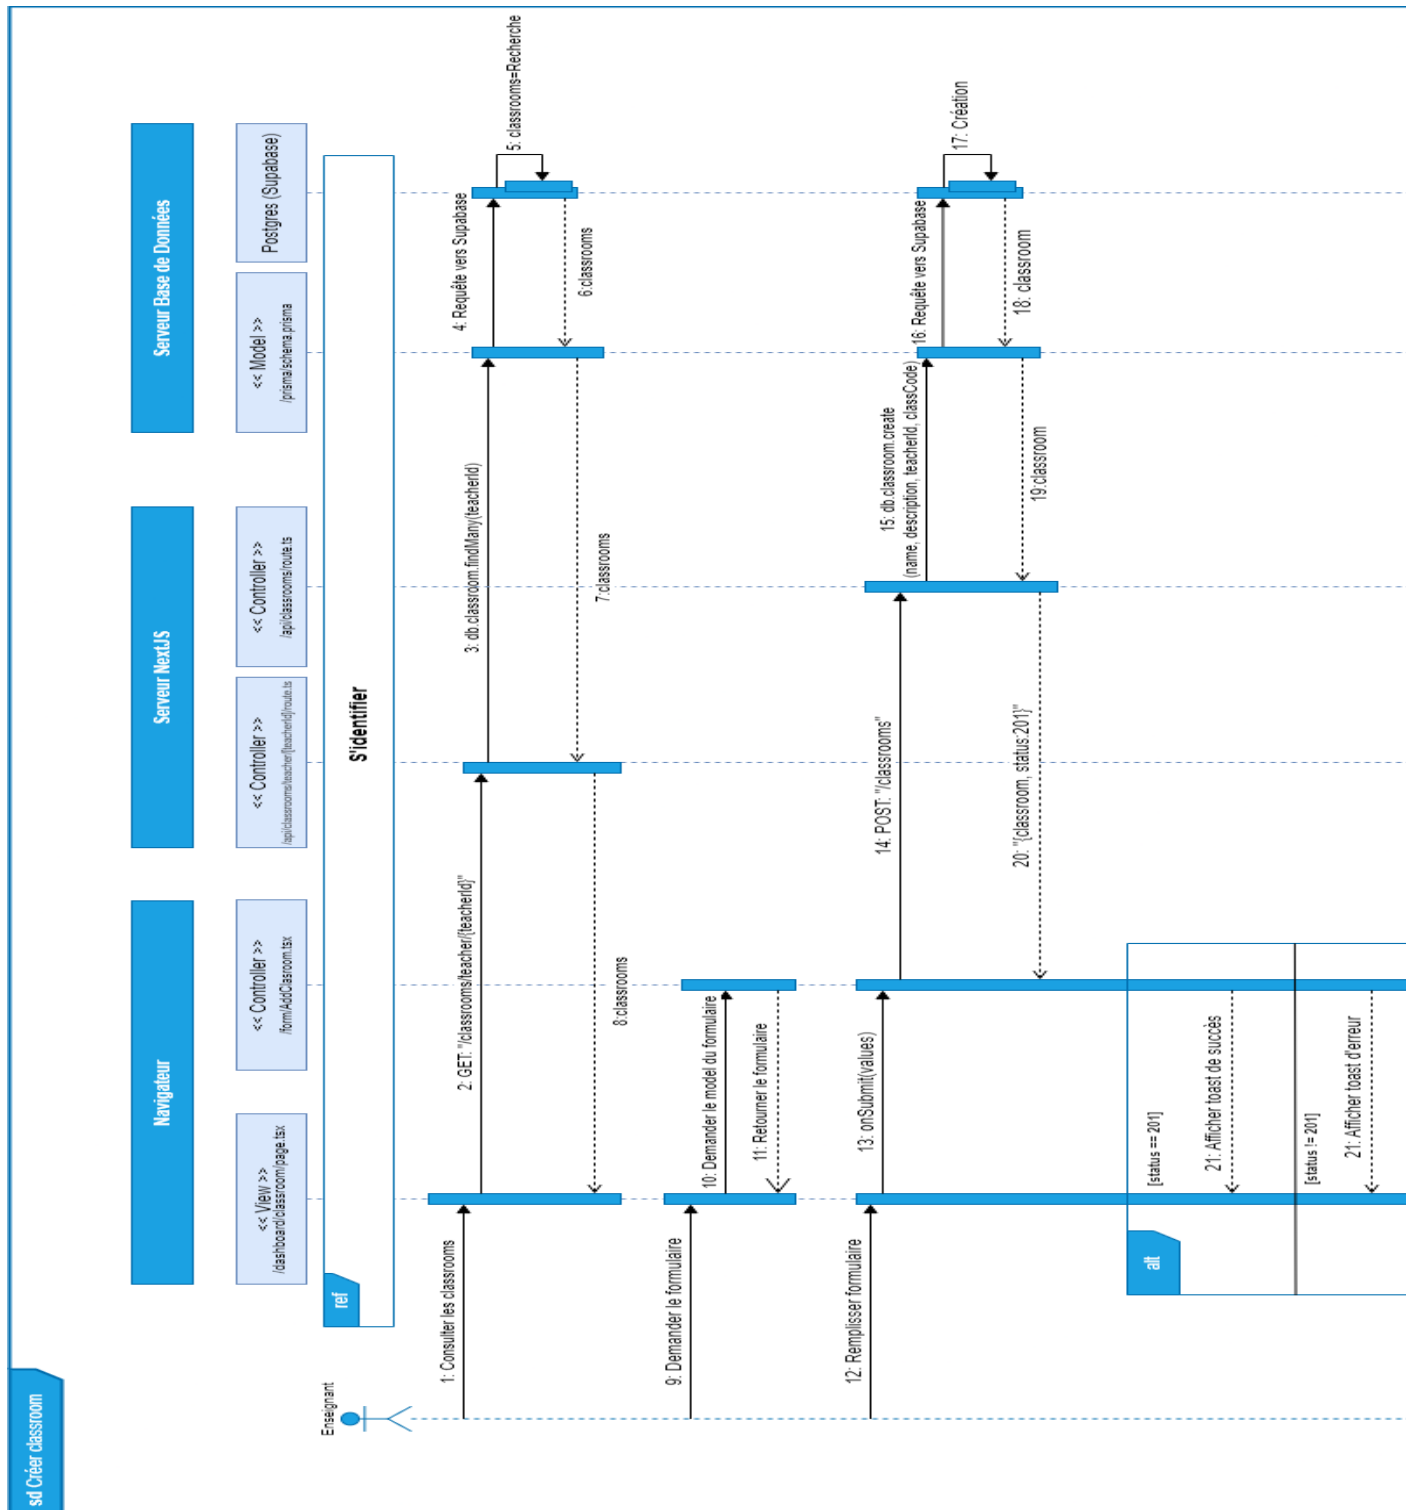 sd Créer classroom
Navigateur
Serveur NextJS
Serveur Base de Données
<< View >>
/dashboard/classroom/page.tsx
<< Controller >>
/form/AddClasroom.tsx
<< Controller >>
/api/classrooms/teacher/[teacherId]/route.ts
<< Controller >>
/api/classrooms/route.ts
<< Model >>
/prisma/schema.prisma
Postgres (Supabase)
Enseignant
ref
S'identifier
1: Consulter les classrooms
2: GET: "/classrooms/teacher/{teacherId}"
3: db.classroom.findMany(teacherId)
4: Requête vers Supabase
5: classrooms=Recherche
6:classrooms
7:classrooms
8:classrooms
9: Demander le formulaire
10: Demander le model du formulaire
11: Retourner le formulaire
12: Remplisser formulaire
13: onSubmit(values)
14: POST: "/classrooms"
15: db.classroom.create
(name, description, teacherId, classCode)
16: Requête vers Supabase
17: Création
18: classroom
19:classroom
20: "{classroom, status:201}"
alt
[status == 201]
21: Afficher toast de succès
[status != 201]
21: Afficher toast d'erreur